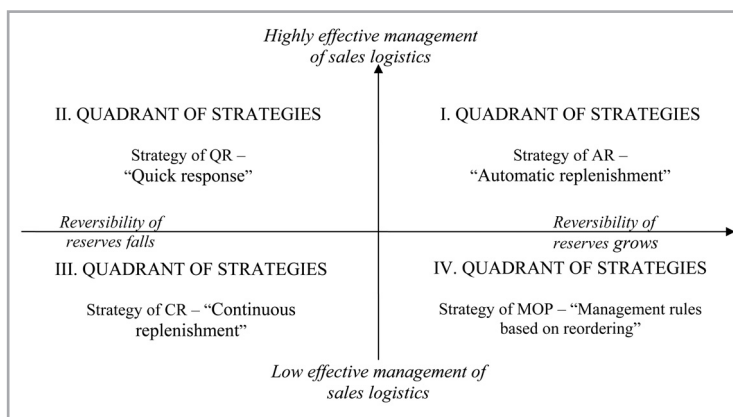 Highly effective management
of sales logistics
II. QUADRANT OF STRATEGIES
Strategy of QR –
“Quick response”
I. QUADRANT OF STRATEGIES
Strategy of AR –
“Automatic replenishment”
Reversibility of
reserves falls
Reversibility of
reserves grows
III. QUADRANT OF STRATEGIES
Strategy of CR – “Continuous
replenishment”
IV. QUADRANT OF STRATEGIES
Strategy of MOP – “Management rules
based on reordering”
Low effective management of
sales logistics